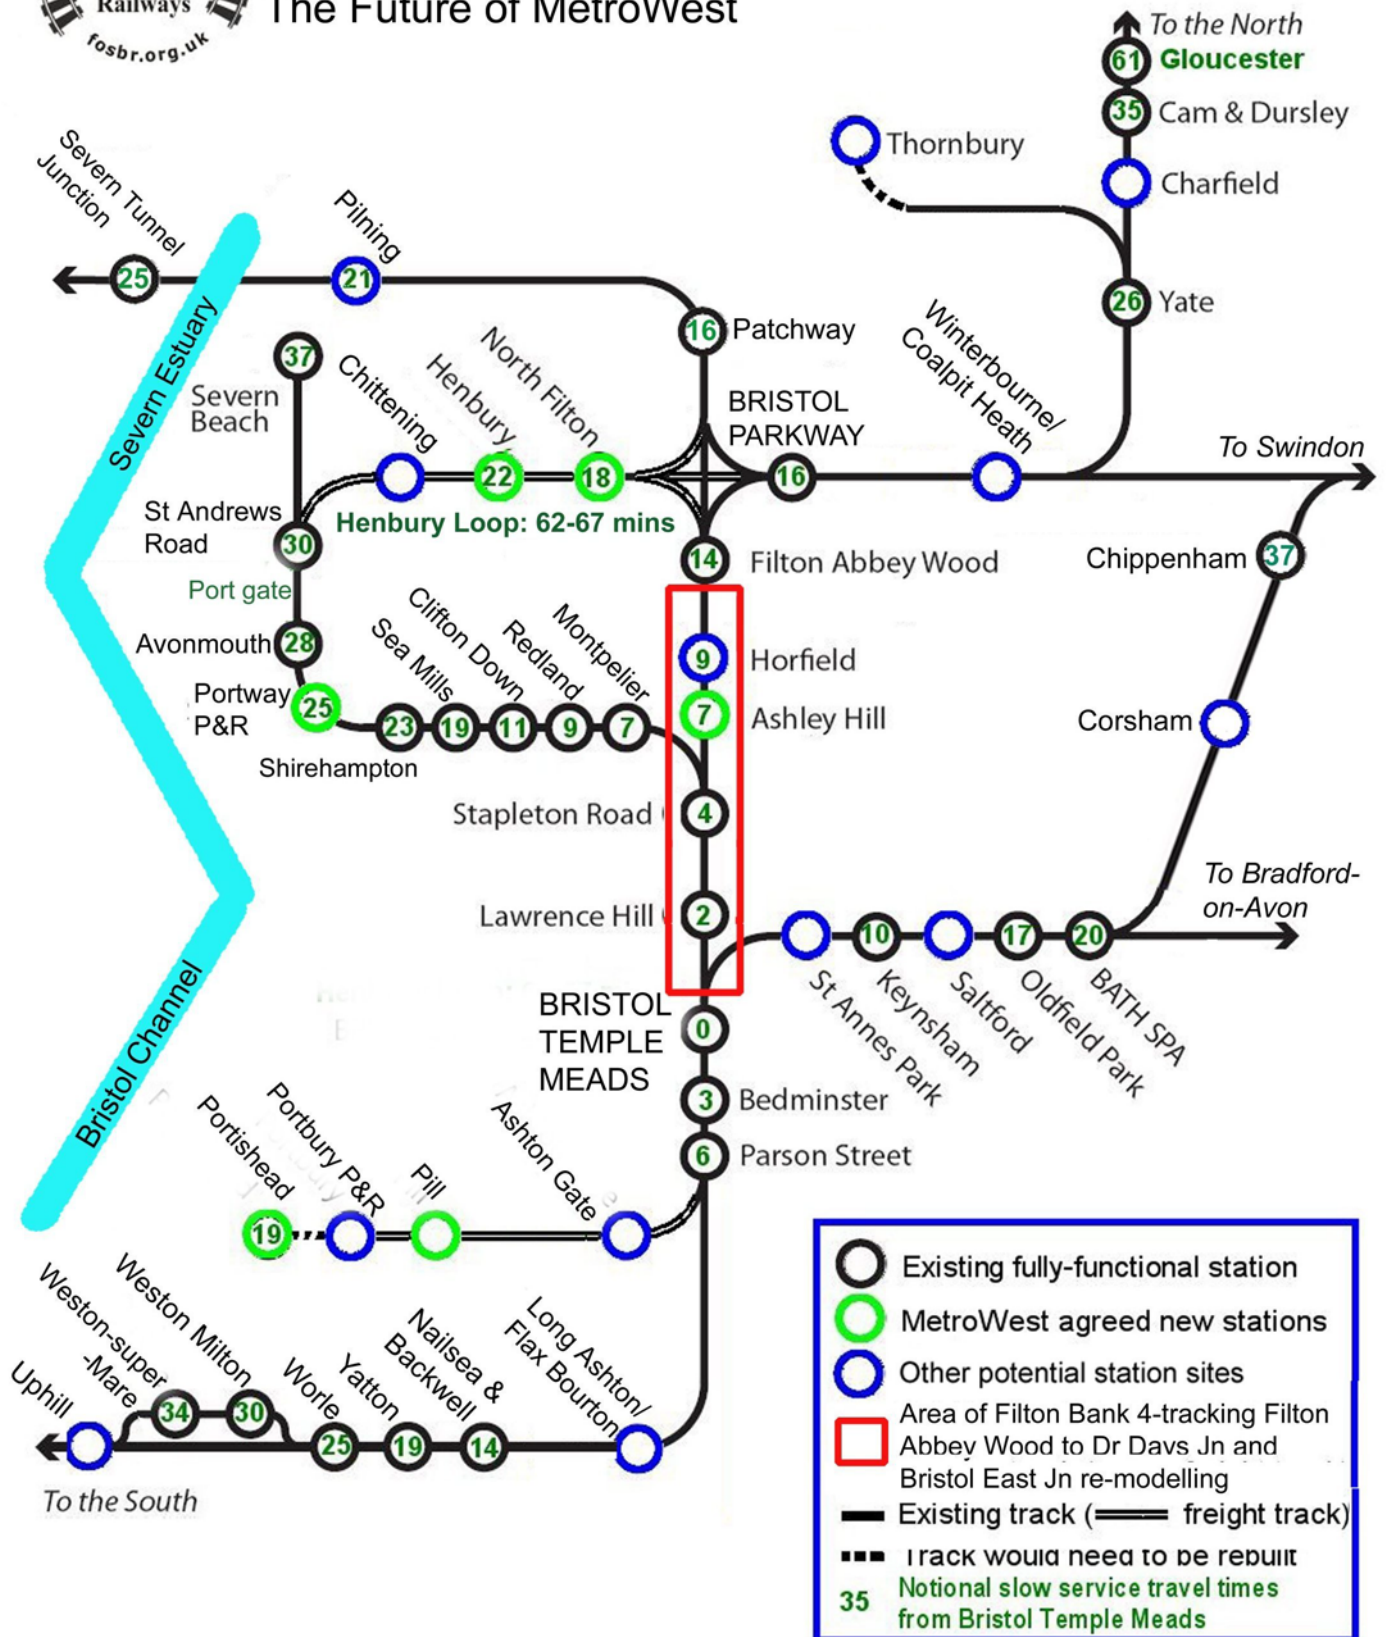 Railways
fosbr.org.uk
The Future of MetroWest
To the North
61 Gloucester
35 Cam & Dursley
Thornbury
Charfield
Severn Tunnel
Junction
25
Pilning
21
16 Patchway
26 Yate
Winterbourne/
Coalpit Heath
Severn Estuary
37
Severn
Beach
Chittening
Henbury
22
North Filton
18
BRISTOL
PARKWAY
16
To Swindon
St Andrews
Road
30
Henbury Loop: 62-67 mins
14 Filton Abbey Wood
Chippenham 37
Port gate
Avonmouth 28
Portway
P&R
25
Shirehampton
23
Sea Mills
19
Clifton Down
11
Redland
9
Montpelier
7
9 Horfield
7 Ashley Hill
Corsham
Stapleton Road 4
Lawrence Hill 2
To Bradford-
on-Avon
St Annes Park
10
Keynsham
Saltford
17
Oldfield Park
20
BATH SPA
BRISTOL
TEMPLE
MEADS
0
Bristol Channel
3 Bedminster
6 Parson Street
Portishead
19
Portbury P&R
Pill
Ashton Gate
Uphill
Weston-super
-Mare
34
Weston Milton
30
Worle
25
Yatton
19
Nailsea &
Backwell
14
Long Ashton/
Flax Bourton
To the South
Existing fully-functional station
MetroWest agreed new stations
Other potential station sites
Area of Filton Bank 4-tracking Filton
Abbey Wood to Dr Days Jn and
Bristol East Jn re-modelling
Existing track ( freight track)
Track would need to be rebuilt
35 Notional slow service travel times
from Bristol Temple Meads